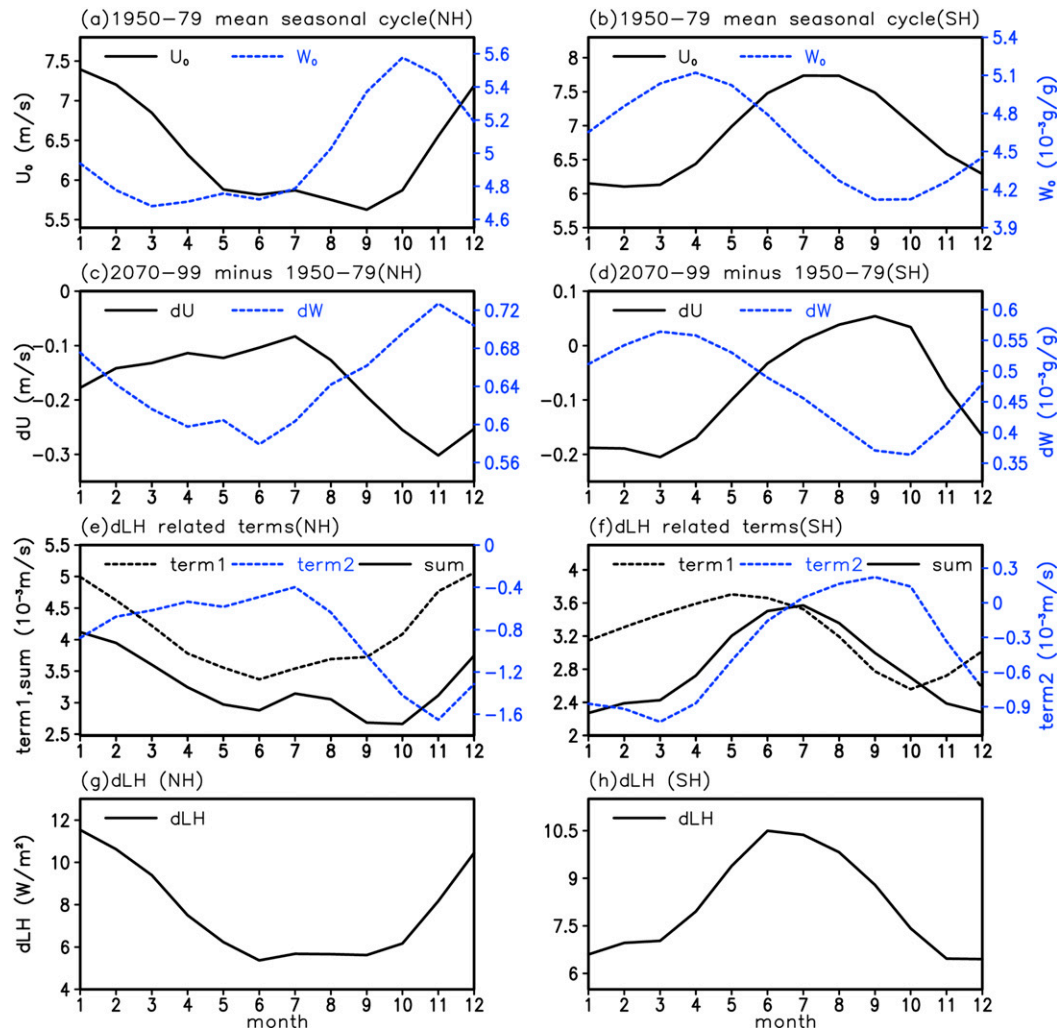 (a)1950-79 mean seasonal cycle(NH)
U₀ W₀
U₀ (m/s)
7.5
7
6.5
6
5.5
5.6
5.4
5.2
5
4.8
4.6
1 2 3 4 5 6 7 8 9 10 11 12
(b)1950-79 mean seasonal cycle(SH)
U₀ W₀
8
7.5
7
6.5
6
5.5
5.4
5.1
4.8
4.5
4.2
3.9
W₀ (10⁻³g/g)
1 2 3 4 5 6 7 8 9 10 11 12
(c)2070-99 minus 1950-79(NH)
dU dW
dU (m/s)
0
-0.1
-0.2
-0.3
0.72
0.68
0.64
0.6
0.56
1 2 3 4 5 6 7 8 9 10 11 12
(d)2070-99 minus 1950-79(SH)
dU dW
0.1
0
-0.1
-0.2
0.6
0.55
0.5
0.45
0.4
0.35
dW (10⁻³g/g)
1 2 3 4 5 6 7 8 9 10 11 12
(e)dLH related terms(NH)
term1 term2 sum
term1,sum (10⁻³m/s)
5.5
5
4.5
4
3.5
3
2.5
0
-0.4
-0.8
-1.2
-1.6
1 2 3 4 5 6 7 8 9 10 11 12
(f)dLH related terms(SH)
term1 term2 sum
4
3.6
3.2
2.8
2.4
2
0.3
0
-0.3
-0.6
-0.9
term2 (10⁻³m/s)
1 2 3 4 5 6 7 8 9 10 11 12
(g)dLH (NH)
dLH
dLH (W/m²)
12
10
8
6
4
1 2 3 4 5 6 7 8 9 10 11 12
month
(h)dLH (SH)
dLH
10.5
9
7.5
6
1 2 3 4 5 6 7 8 9 10 11 12
month